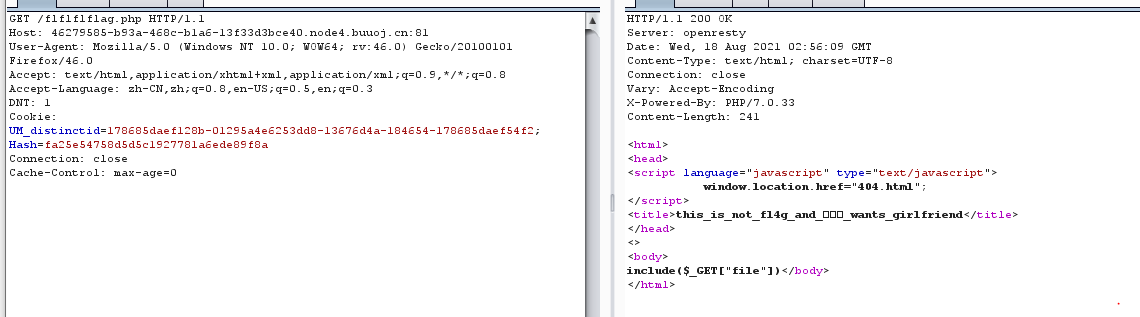 GET /flflflflag.php HTTP/1.1
Host: 46279585-b93a-468c-b1a6-13f33d3bce40.node4.buuoj.cn:81
User-Agent: Mozilla/5.0 (Windows NT 10.0; WOW64; rv:46.0) Gecko/20100101
Firefox/46.0
Accept: text/html,application/xhtml+xml,application/xml;q=0.9,*/*;q=0.8
Accept-Language: zh-CN,zh;q=0.8,en-US;q=0.5,en;q=0.3
DNT: 1
Cookie:
UM_distinctid=178685daef128b-01295a4e6253dd8-13676d4a-184654-178685daef54f2;
Hash=fa25e54758d5d5c1927781a6ede89f8a
Connection: close
Cache-Control: max-age=0
HTTP/1.1 200 OK
Server: openresty
Date: Wed, 18 Aug 2021 02:56:09 GMT
Content-Type: text/html; charset=UTF-8
Connection: close
Vary: Accept-Encoding
X-Powered-By: PHP/7.0.33
Content-Length: 241
<html>
<head>
<script language="javascript" type="text/javascript">
window.location.href="404.html";
</script>
<title>this_is_not_fl4g_and_□□□_wants_girlfriend</title>
</head>
<>
<body>
include($_GET["file"])</body>
</html>